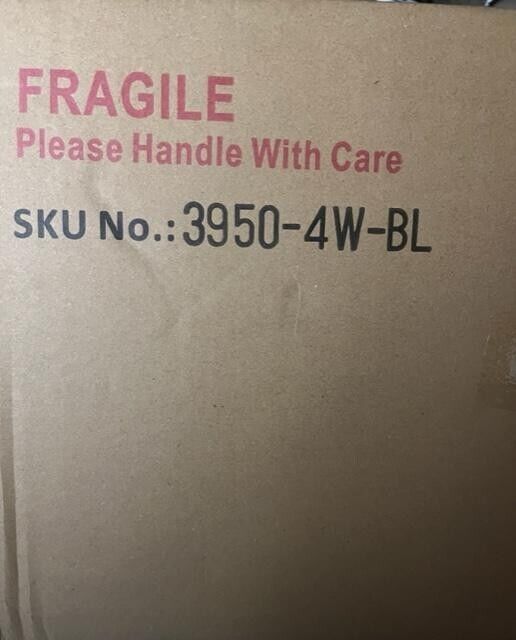 FRAGILE
Please Handle With Care
SKU No.:3950-4W-BL